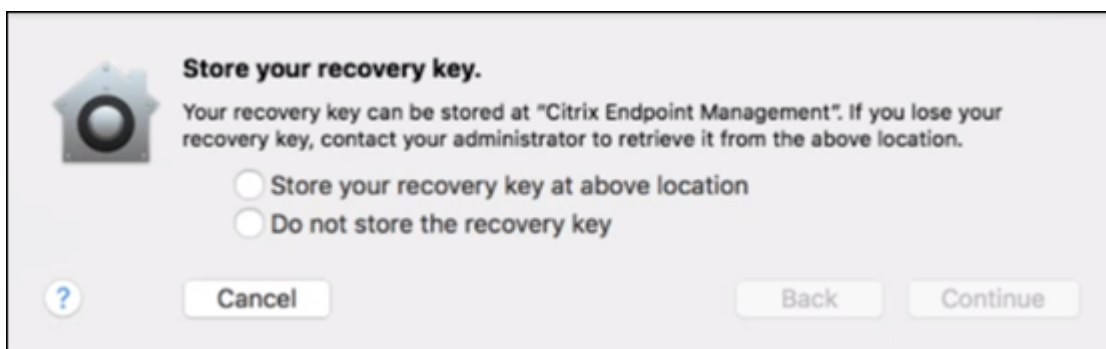 Store your recovery key.
Your recovery key can be stored at “Citrix Endpoint Management”. If you lose your
recovery key, contact your administrator to retrieve it from the above location.
Store your recovery key at above location
Do not store the recovery key
?
Cancel
Back
Continue